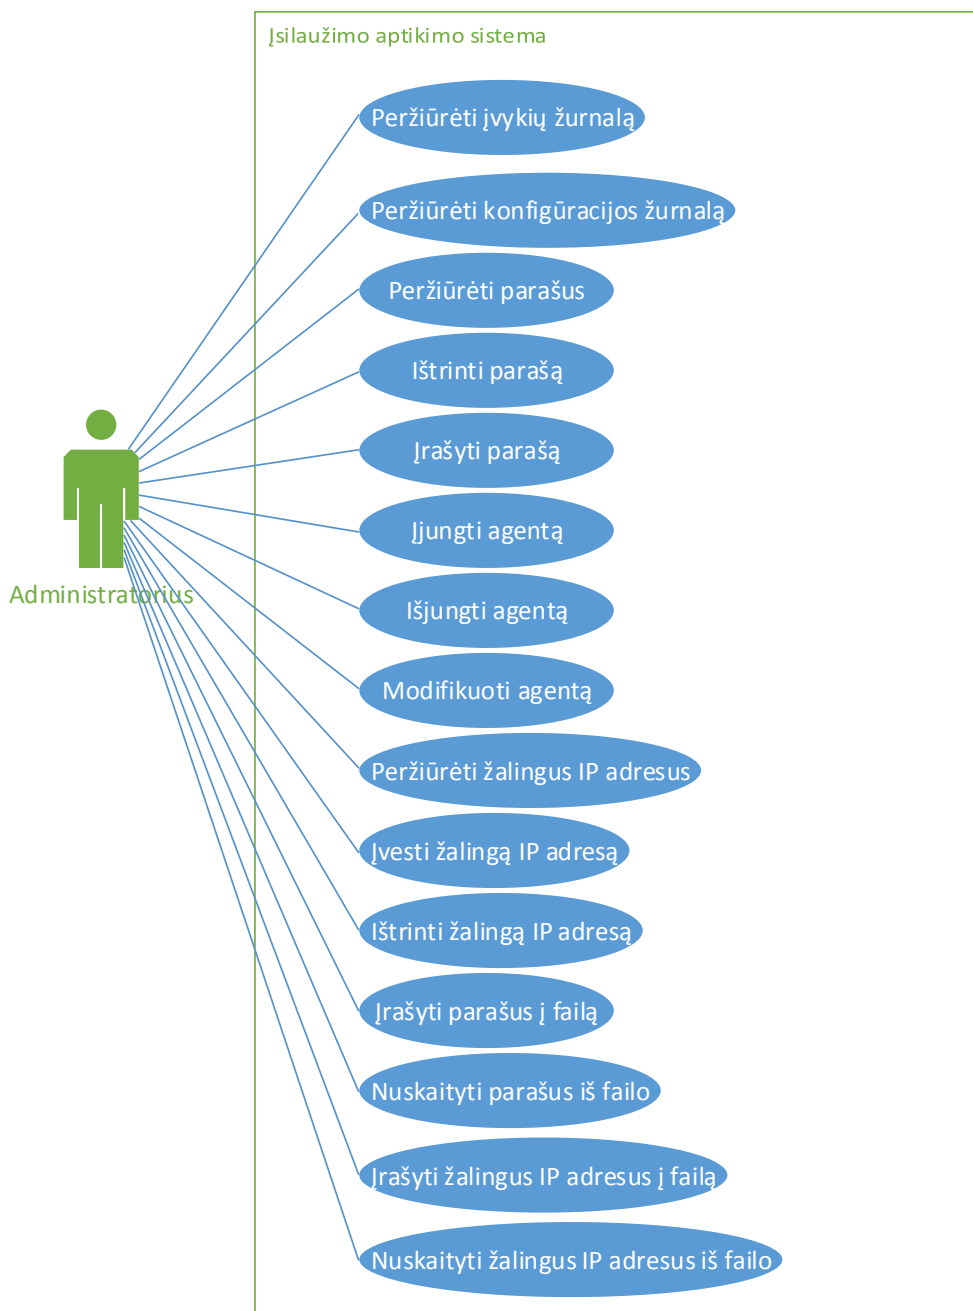 Įsilaužimo aptikimo sistema
Peržiūrėti įvykių žurnalą
Peržiūrėti konfigūracijos žurnalą
Peržiūrėti parašus
Ištrinti parašą
Įrašyti parašą
Įjungti agentą
Administratorius
Išjungti agentą
Modifikuoti agentą
Peržiūrėti žalingus IP adresus
Įvesti žalingą IP adresą
Ištrinti žalingą IP adresą
Įrašyti parašus į failą
Nuskaityti parašus iš failo
Įrašyti žalingus IP adresus į failą
Nuskaityti žalingus IP adresus iš failo